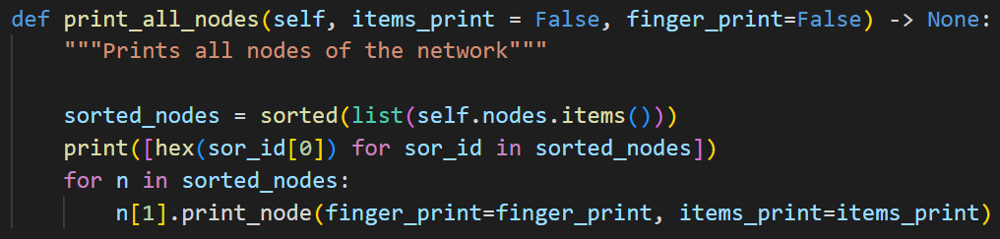 def print_all_nodes(self, items_print = False, finger_print=False) -> None:
    """Prints all nodes of the network"""
    sorted_nodes = sorted(list(self.nodes.items()))
    print([hex(sor_id[0]) for sor_id in sorted_nodes])
    for n in sorted_nodes:
        n[1].print_node(finger_print=finger_print, items_print=items_print)